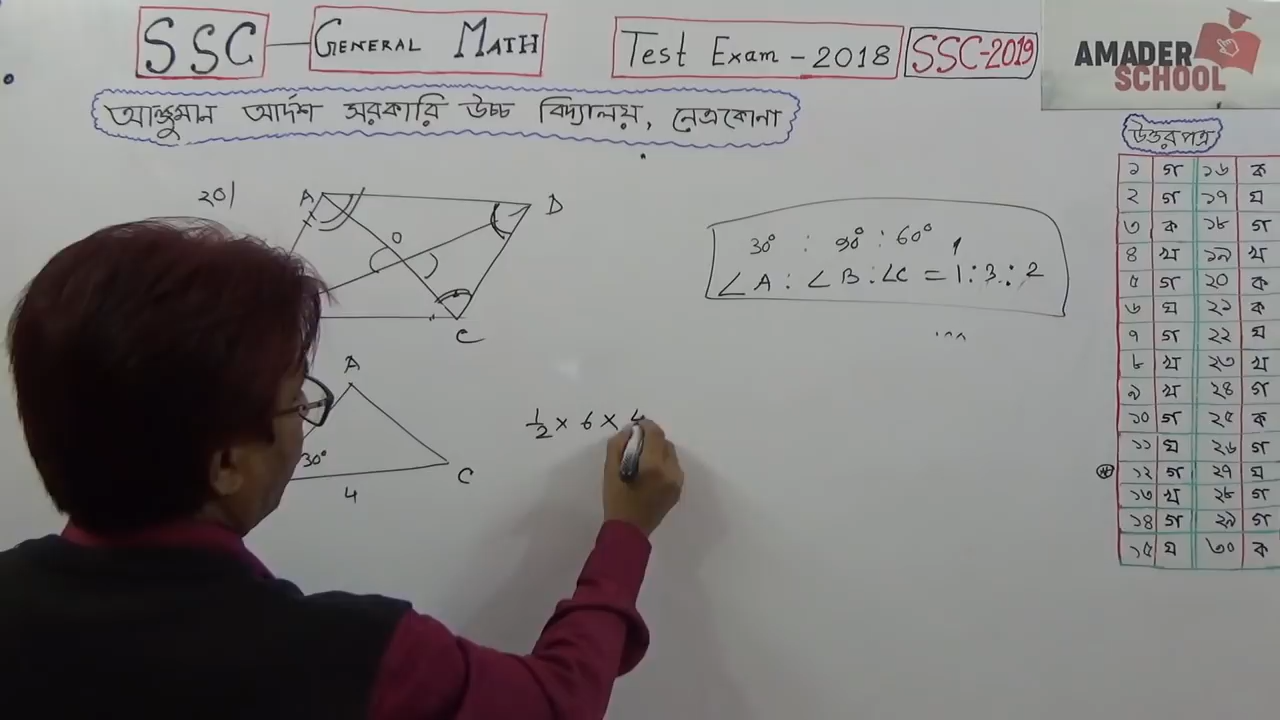 SSC GENERAL MATH Test Exam - 2018 SSC-2019
AMADER
SCHOOL
আঞ্জুমান আদর্শ সরকারি উচ্চ বিদ্যালয়, নেত্রকোনা
উত্তরপত্র
২০|
A
D
O
C
30° : 90° : 60°
∠A : ∠B : ∠C = 1 : 3 : 2
A
30°
C
4
1/2 × 6 × 4
১ গ ১৬ ক
২ গ ১৭ ঘ
৩ ক ১৮ গ
৪ খ ১৯ খ
৫ গ ২০ ক
৬ ঘ ২১ ক
৭ গ ২২ ঘ
৮ খ ২৩ খ
৯ খ ২৪ গ
১০ গ ২৫ ক
১১ ঘ ২৬ গ
১২ গ ২৭ ঘ
১৩ খ ২৮ গ
১৪ গ ২৯ গ
১৫ ঘ ৩০ ক